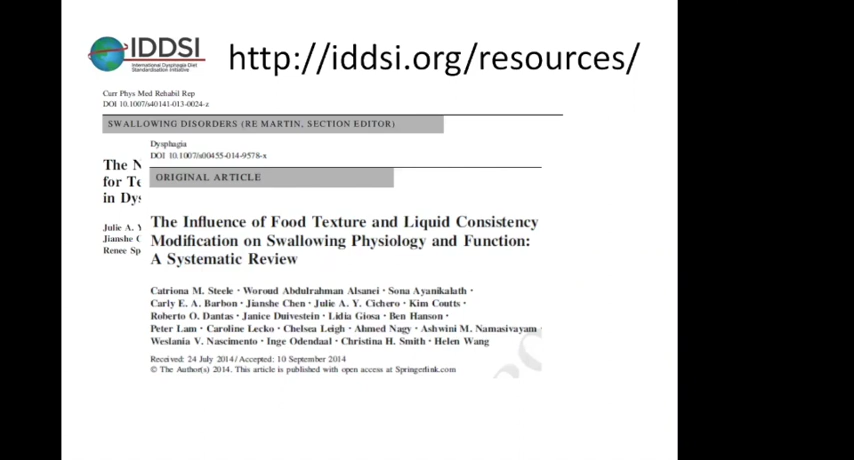 IDDSI
International Dysphagia Diet
Standardisation Initiative
http://iddsi.org/resources/
Curr Phys Med Rehabil Rep
DOI 10.1007/s40141-013-0024-z
SWALLOWING DISORDERS (RE MARTIN, SECTION EDITOR)
The N
for Te
in Dys
Julie A. Y
Jianshe C
Renee Sp
Dysphagia
DOI 10.1007/s00455-014-9578-x
ORIGINAL ARTICLE
The Influence of Food Texture and Liquid Consistency
Modification on Swallowing Physiology and Function:
A Systematic Review
Catriona M. Steele · Woroud Abdulrahman Alsanei · Sona Ayanikalath ·
Carly E. A. Barbon · Jianshe Chen · Julie A. Y. Cichero · Kim Coutts ·
Roberto O. Dantas · Janice Duivestein · Lidia Giosa · Ben Hanson ·
Peter Lam · Caroline Lecko · Chelsea Leigh · Ahmed Nagy · Ashwini M. Namasivayam
Weslania V. Nascimento · Inge Odendaal · Christina H. Smith · Helen Wang
Received: 24 July 2014 / Accepted: 10 September 2014
© The Author(s) 2014. This article is published with open access at Springerlink.com